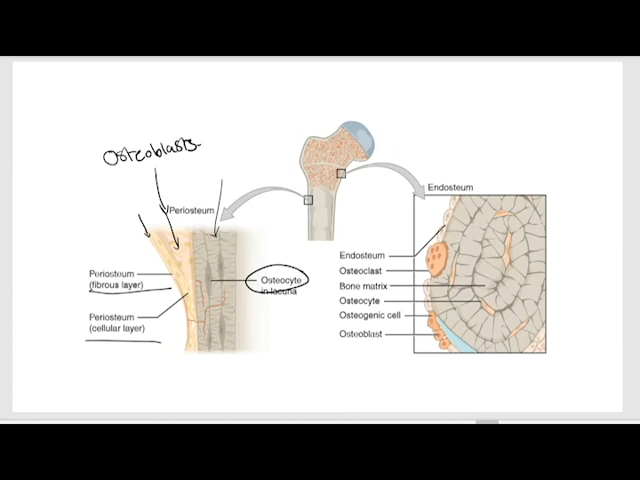 Osteoblasts
Periosteum
Periosteum
(fibrous layer)
Periosteum
(cellular layer)
Osteocyte
in lacuna
Endosteum
Endosteum
Osteoclast
Bone matrix
Osteocyte
Osteogenic cell
Osteoblast